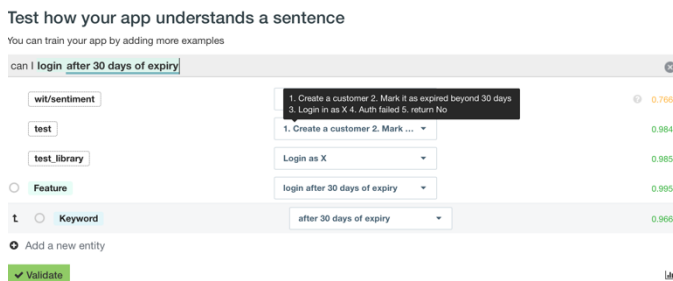 Test how your app understands a sentence
You can train your app by adding more examples
can I login after 30 days of expiry
wit/sentiment
1. Create a customer 2. Mark it as expired beyond 30 days
3. Login in as X 4. Auth failed 5. return No
0.766
test
1. Create a customer 2. Mark ...
0.984
test_library
Login as X
0.985
Feature
login after 30 days of expiry
0.995
Keyword
after 30 days of expiry
0.966
Add a new entity
Validate